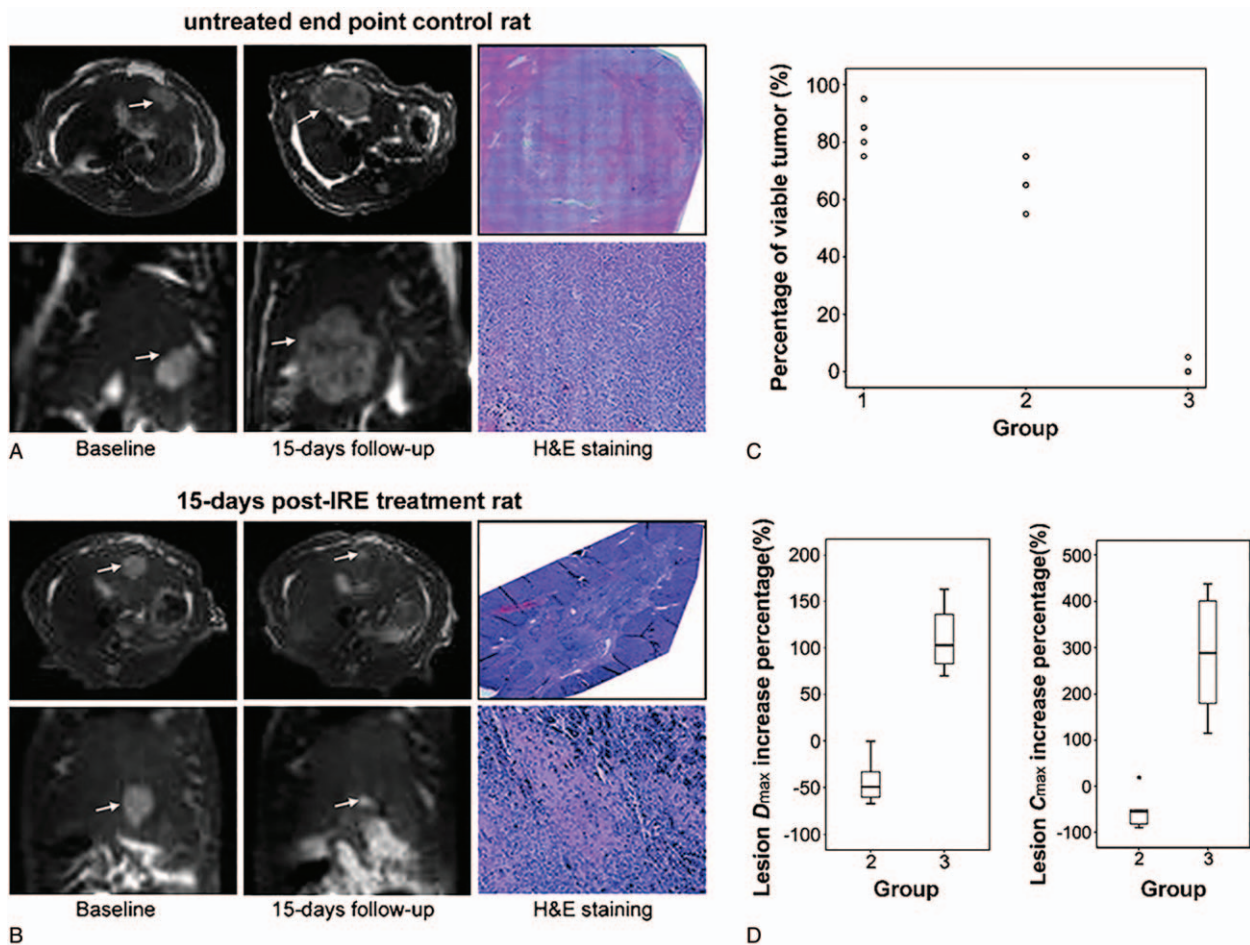 untreated end point control rat
Baseline
15-days follow-up
H&E staining
A
15-days post-IRE treatment rat
Baseline
15-days follow-up
H&E staining
B
Percentage of viable tumor (%)
100
80
60
40
20
0
1
2
3
Group
C
Lesion Dmax increase percentage(%)
200
150
100
50
0
-50
-100
2
3
Group
Lesion Cmax increase percentage(%)
500
400
300
200
100
0
-100
2
3
Group
D